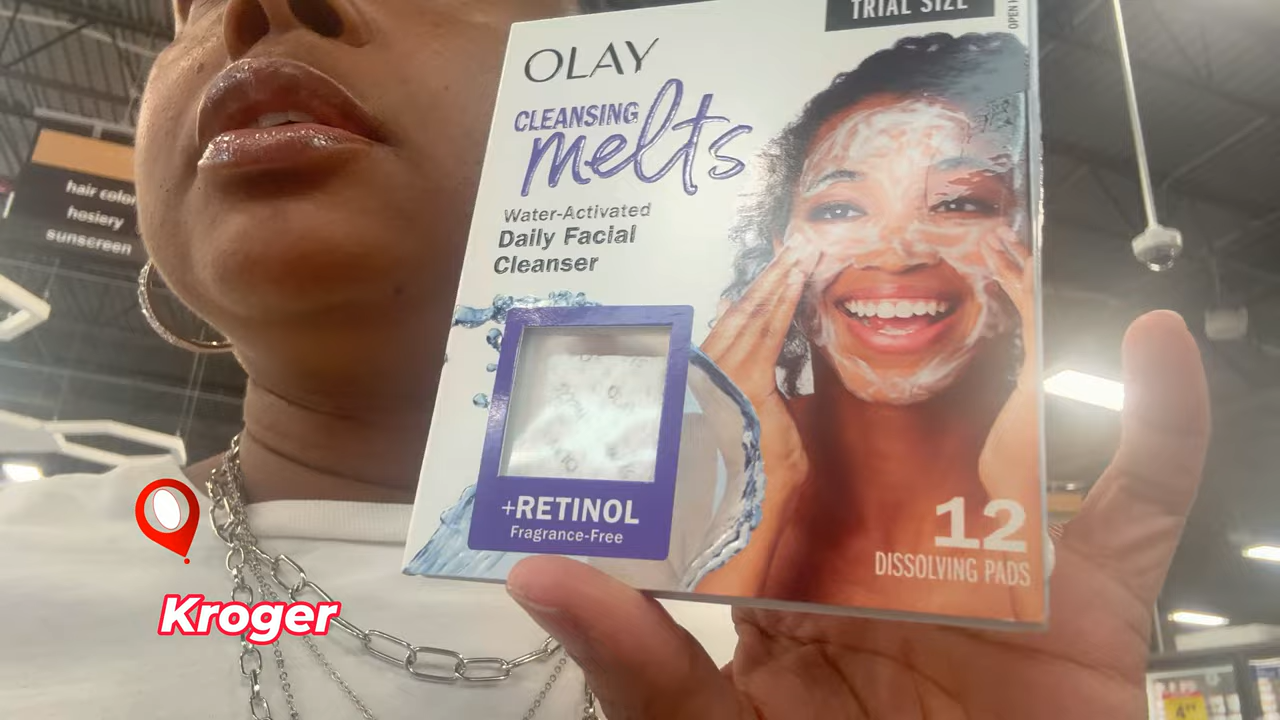 TRIAL SIZE
OPEN
OLAY
CLEANSING
melts
Water-Activated
Daily Facial
Cleanser
+RETINOL
Fragrance-Free
12
DISSOLVING PADS
hair color
hosiery
sunscreen
Kroger